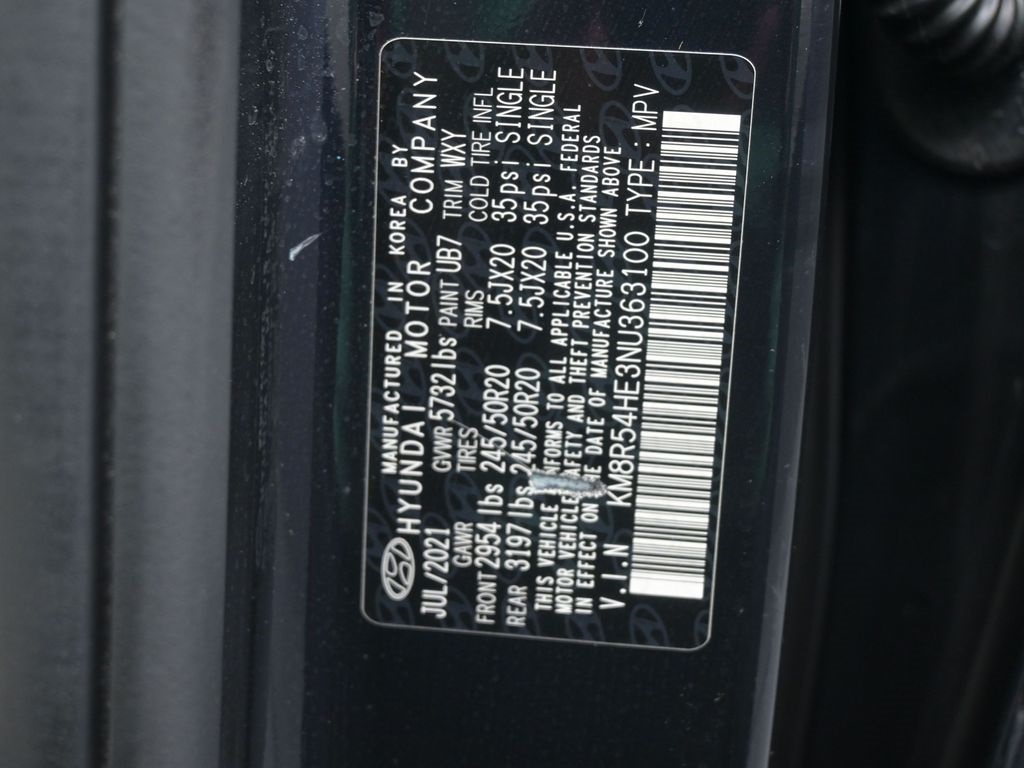 MANUFACTURED IN KOREA BY
HYUNDAI MOTOR COMPANY
JUL/2021 GVWR 5732 lbs PAINT UB7 TRIM WXY
GAWR TIRES RIMS COLD TIRE INFL
FRONT 2954 lbs 245/50R20 7.5JX20 35psi SINGLE
REAR 3197 lbs 245/50R20 7.5JX20 35psi SINGLE
THIS VEHICLE CONFORMS TO ALL APPLICABLE U.S.A. FEDERAL
MOTOR VEHICLE SAFETY AND THEFT PREVENTION STANDARDS
IN EFFECT ON THE DATE OF MANUFACTURE SHOWN ABOVE
V.I.N KM8R54HE3NU363100 TYPE : MPV